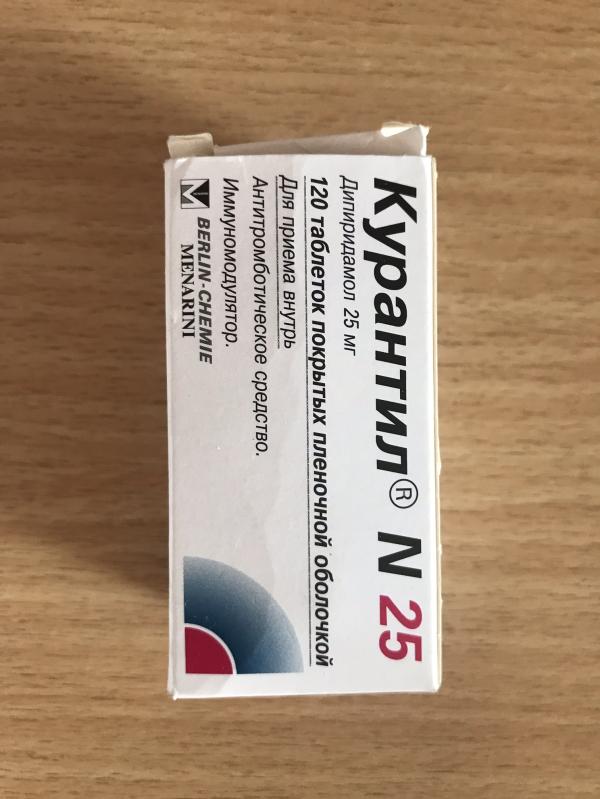 Курантил® N 25
Дипиридамол 25 мг
120 таблеток покрытых пленочной оболочкой
Для приема внутрь
Антитромботическое средство.
Иммуномодулятор.
BERLIN-CHEMIE
MENARINI